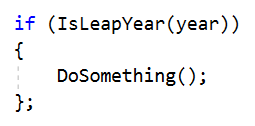 if (IsLeapYear(year))
{
    DoSomething();
};